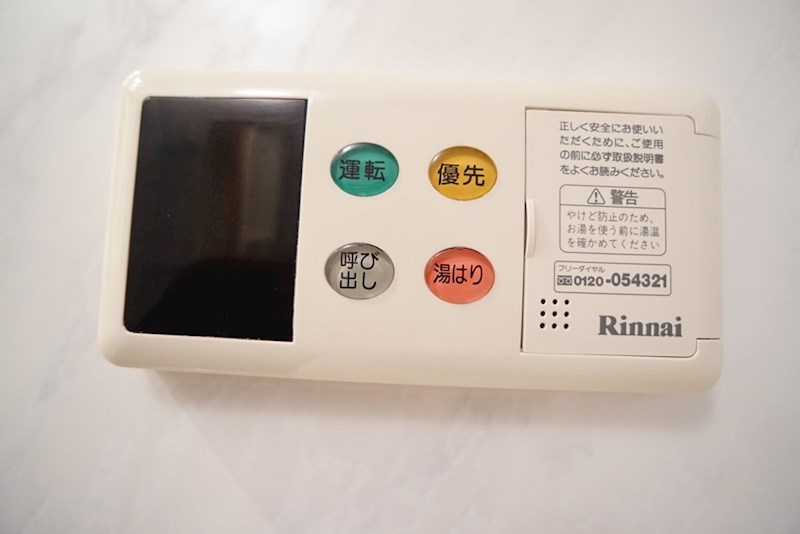 運転
優先
呼び
出し
湯はり
正しく安全にお使いい
ただくために、ご使用
の前に必ず取扱説明書
をよくお読みください。
⚠警告
やけど防止のため、
お湯を使う前に湯温
を確かめてください
フリーダイヤル
0120-054321
Rinnai